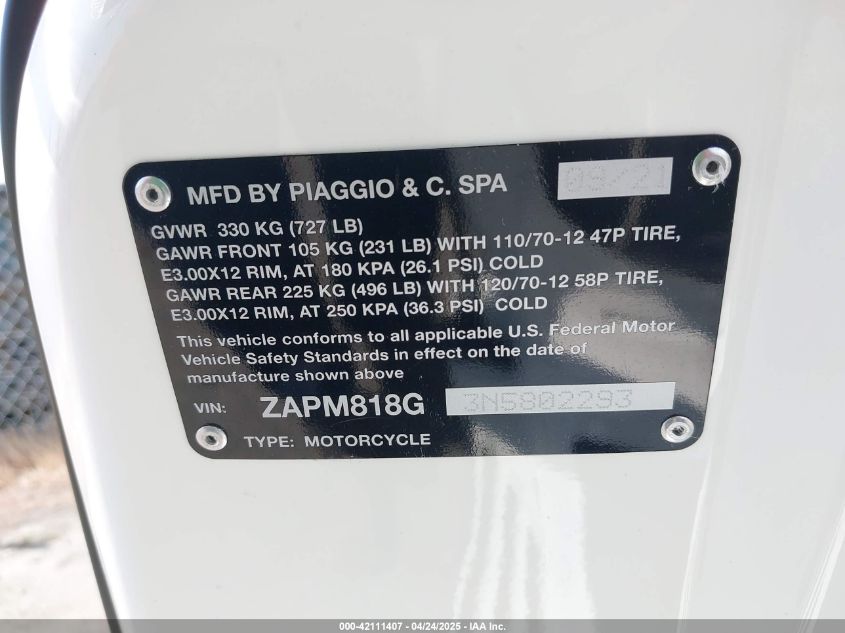 MFD BY PIAGGIO & C. SPA 09/21
GVWR 330 KG (727 LB)
GAWR FRONT 105 KG (231 LB) WITH 110/70-12 47P TIRE,
E3.00X12 RIM, AT 180 KPA (26.1 PSI) COLD
GAWR REAR 225 KG (496 LB) WITH 120/70-12 58P TIRE,
E3.00X12 RIM, AT 250 KPA (36.3 PSI) COLD
This vehicle conforms to all applicable U.S. Federal Motor
Vehicle Safety Standards in effect on the date of
manufacture shown above
VIN: ZAPM818G 3N5802293
TYPE: MOTORCYCLE
000-42111407 - 04/24/2025 - IAA Inc.